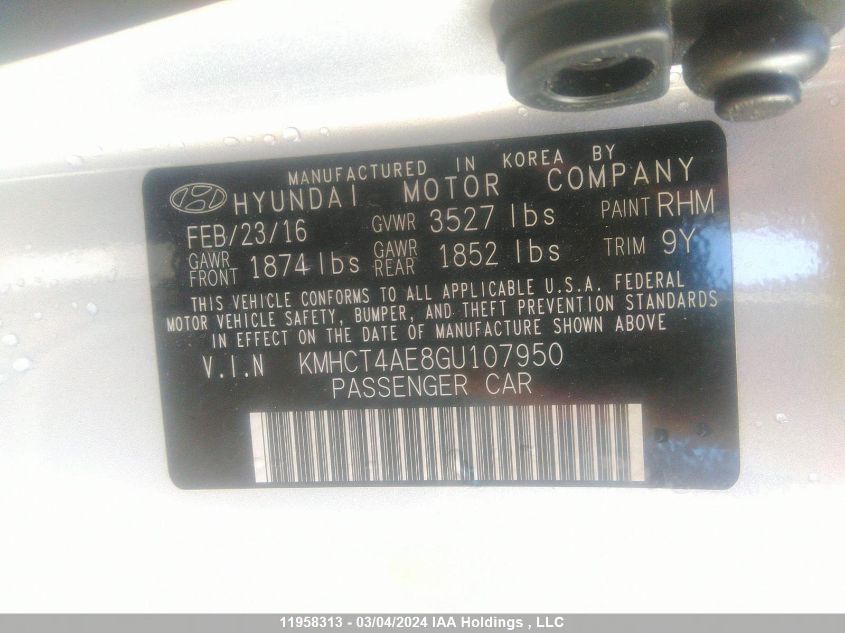 MANUFACTURED IN KOREA BY
HYUNDAI MOTOR COMPANY
FEB/23/16 GVWR 3527 lbs PAINT RHM
GAWR FRONT 1874 lbs GAWR REAR 1852 lbs TRIM 9Y
THIS VEHICLE CONFORMS TO ALL APPLICABLE U.S.A. FEDERAL
MOTOR VEHICLE SAFETY, BUMPER, AND THEFT PREVENTION STANDARDS
IN EFFECT ON THE DATE OF MANUFACTURE SHOWN ABOVE
V.I.N KMHCT4AE8GU107950
PASSENGER CAR
11958313 - 03/04/2024 IAA Holdings , LLC